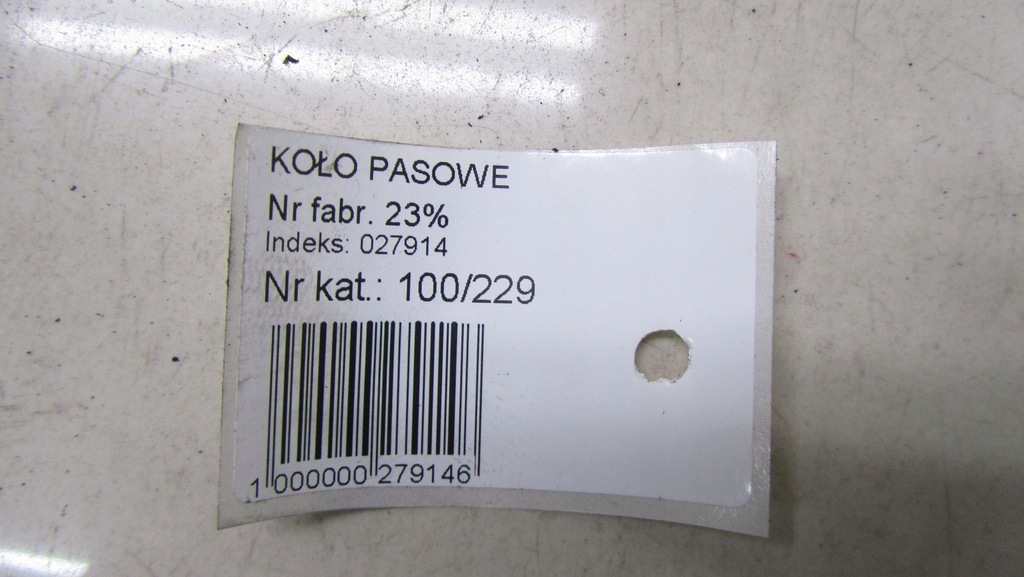 KOŁO PASOWE
Nr fabr. 23%
Indeks: 027914
Nr kat.: 100/229
1 000000 279146